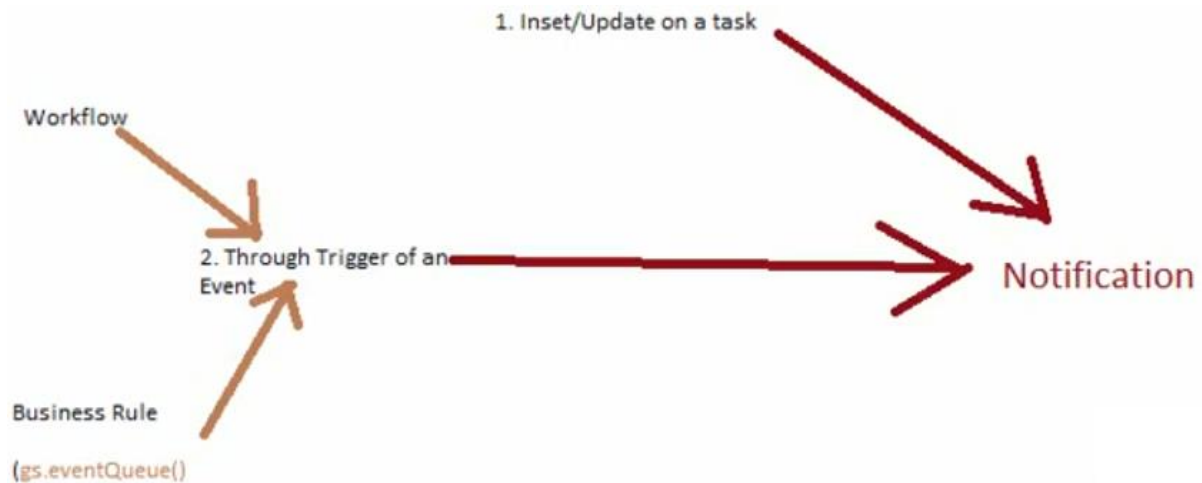 1. Inset/Update on a task
Workflow
2. Through Trigger of an
Event
Notification
Business Rule
(gs.eventQueue()